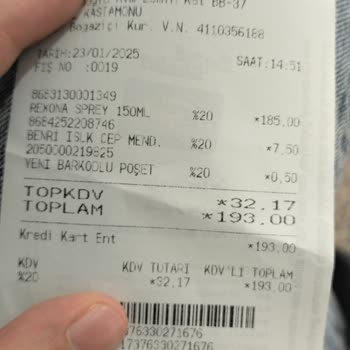 KASTAMONU
Boğaziçi Kur. V.N. 4110356188
TARİH:23/01/2025 SAAT:14:51
FİŞ NO :0019
8683130001349
REXONA SPREY 150ML %20 *185,00
8684252208746
BENRI ISLK CEP MEND. %20 *7,50
2050000219825
YENİ BARKODLU POŞET %20 *0,50
TOPKDV *32.17
TOPLAM *193,00
Kredi Kart Ent *193,00
KDV KDV TUTARI KDV'Lİ TOPLAM
%20 *32,17 *193,00
376330271676
17376330271676